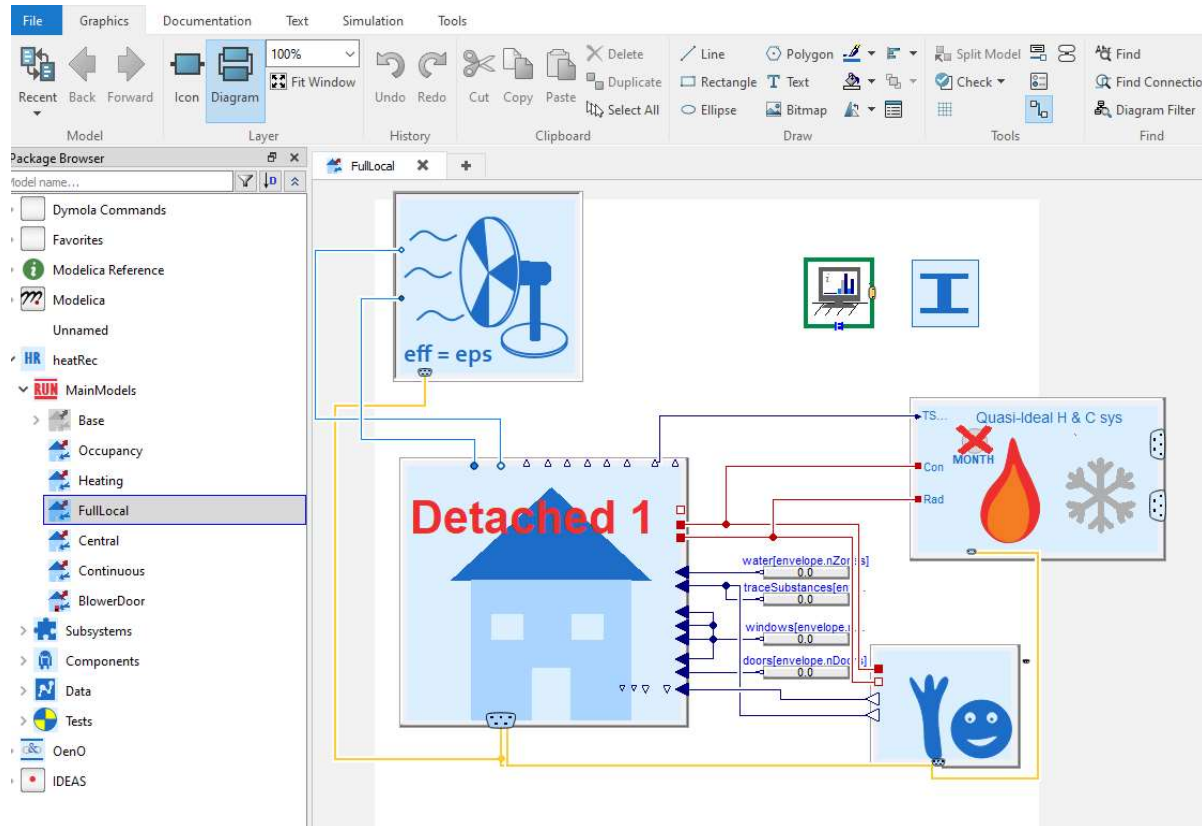 File Graphics Documentation Text Simulation Tools
100%
Fit Window
Recent Back Forward Icon Diagram Undo Redo Cut Copy Paste
Delete
Duplicate
Select All
Line Polygon
Rectangle Text
Ellipse Bitmap
Split Model
Check
Find
Find Connectio
Diagram Filter
Model Layer History Clipboard Draw Tools Find
Package Browser
Model name...
FullLocal
Dymola Commands
Favorites
Modelica Reference
Modelica
Unnamed
HR heatRec
RUN MainModels
Base
Occupancy
Heating
FullLocal
Central
Continuous
BlowerDoor
Subsystems
Components
Data
Tests
OenO
IDEAS
eff = eps
i
TS...
Quasi-Ideal H & C sys
MONTH
Con
Rad
Detached 1
water[envelope.nZones]
0.0
traceSubstances[en...
0.0
windows[envelope.n...
0.0
doors[envelope.nDoors]
0.0